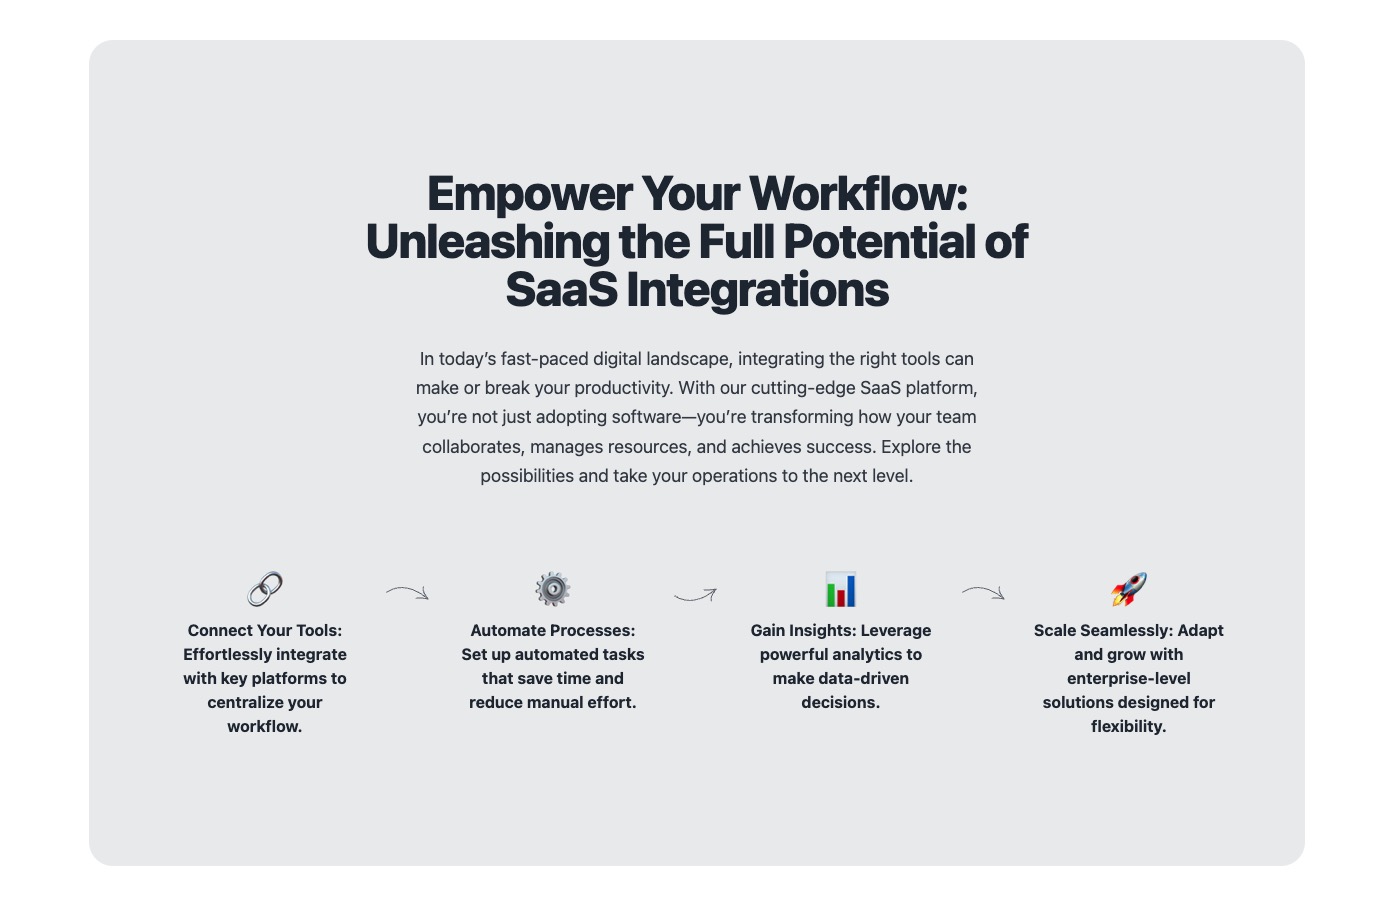 Empower Your Workflow:
Unleashing the Full Potential of
SaaS Integrations
In today’s fast-paced digital landscape, integrating the right tools can
make or break your productivity. With our cutting-edge SaaS platform,
you’re not just adopting software—you’re transforming how your team
collaborates, manages resources, and achieves success. Explore the
possibilities and take your operations to the next level.
Connect Your Tools:
Effortlessly integrate
with key platforms to
centralize your
workflow.
Automate Processes:
Set up automated tasks
that save time and
reduce manual effort.
Gain Insights: Leverage
powerful analytics to
make data-driven
decisions.
Scale Seamlessly: Adapt
and grow with
enterprise-level
solutions designed for
flexibility.